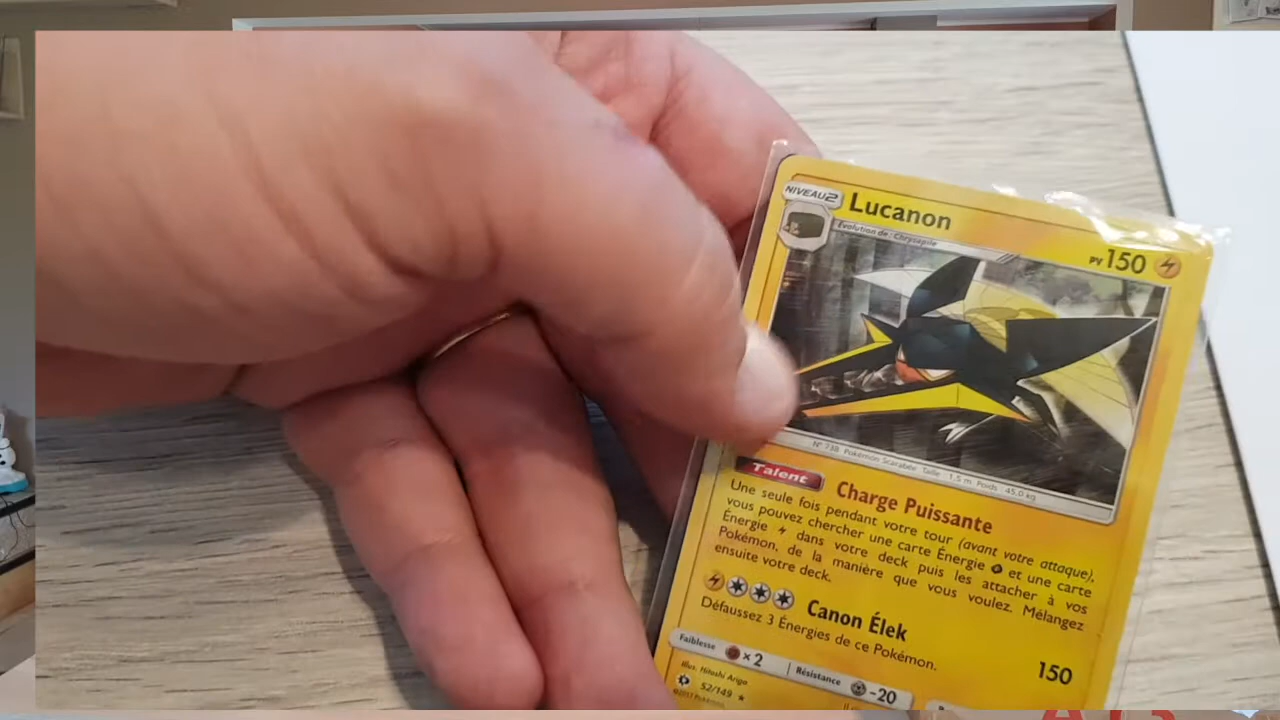 NIVEAU2
Lucanon
Évolution de : Chrysapile
PV 150
N° 738 Pokémon Scarabée Taille : 1,5 m Poids : 45,0 kg
Talent Charge Puissante
Une seule fois pendant votre tour (avant votre attaque),
vous pouvez chercher une carte Énergie et une carte
Énergie dans votre deck puis les attacher à vos
Pokémon, de la manière que vous voulez. Mélangez
ensuite votre deck.
Canon Élek
Défaussez 3 Énergies de ce Pokémon.
150
Faiblesse ×2 Résistance -20
Illus. Hitoshi Ariga
52/149 ★
©2017 Pokémon